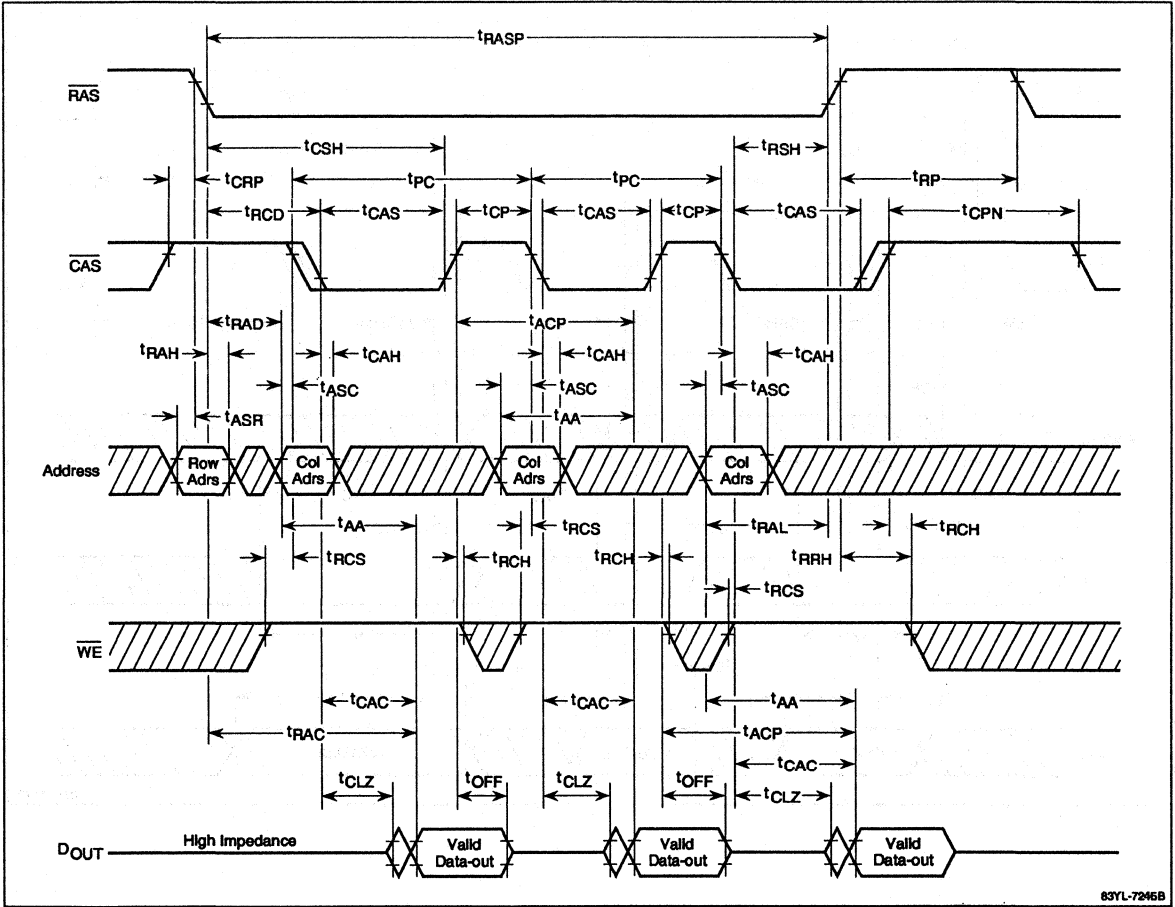 tRASP
RAS
tCSH
tRSH
tCRP
tPC
tPC
tRP
tRCD
tCAS
tCP
tCAS
tCP
tCAS
tCPN
CAS
tRAD
tACP
tRAH
tCAH
tCAH
tCAH
tASC
tASC
tASC
tASR
tAA
Address
Row Adrs
Col Adrs
Col Adrs
Col Adrs
tAA
tRCS
tRAL
tRCH
tRCS
tRCH
tRCH
tRRH
tRCS
WE
tCAC
tCAC
tAA
tRAC
tACP
tCAC
tCLZ
tOFF
tCLZ
tOFF
tCLZ
DOUT
High Impedance
Valid Data-out
Valid Data-out
Valid Data-out
83YL-7245B